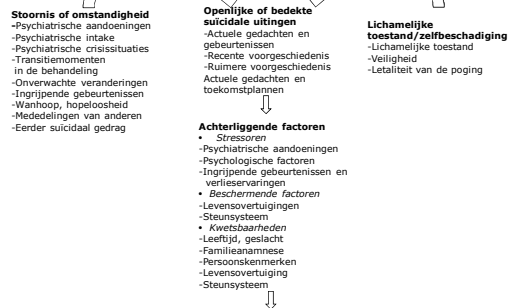 Stoornis of omstandigheid
-Psychiatrische aandoeningen
-Psychiatrische intake
-Psychiatrische crisissituaties
-Transitiemomenten
in de behandeling
-Onverwachte veranderingen
-Ingrijpende gebeurtenissen
-Wanhoop, hopeloosheid
-Mededelingen van anderen
-Eerder suïcidaal gedrag
Openlijke of bedekte
suïcidale uitingen
-Actuele gedachten en
gebeurtenissen
-Recente voorgeschiedenis
-Ruimere voorgeschiedenis
Actuele gedachten en
toekomstplannen
Lichamelijke
toestand/zelfbeschadiging
-Lichamelijke toestand
-Veiligheid
-Letaliteit van de poging
Achterliggende factoren
• Stressoren
-Psychiatrische aandoeningen
-Psychologische factoren
-Ingrijpende gebeurtenissen en
verlieservaringen
• Beschermende factoren
-Levensovertuigingen
-Steunsysteem
• Kwetsbaarheden
-Leeftijd, geslacht
-Familieanamnese
-Persoonskenmerken
-Levensovertuiging
-Steunsysteem